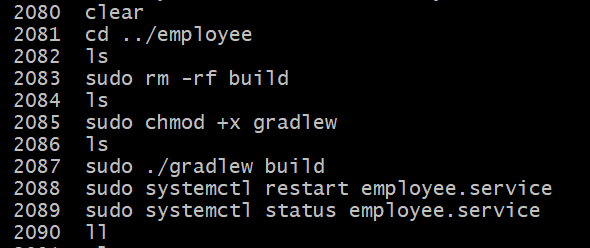 2080 clear
2081 cd ../employee
2082 ls
2083 sudo rm -rf build
2084 ls
2085 sudo chmod +x gradlew
2086 ls
2087 sudo ./gradlew build
2088 sudo systemctl restart employee.service
2089 sudo systemctl status employee.service
2090 ll